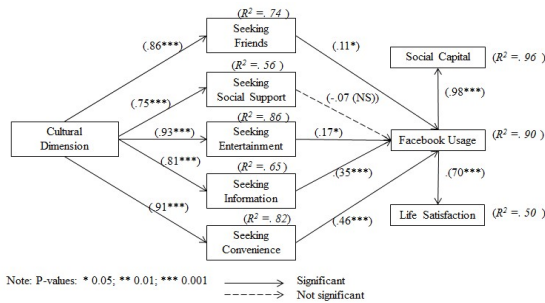 (R² =. 74)
Seeking
Friends
(.86***)
(.11*)
(R² =. 56)
Social Capital
(R² =. 96)
Seeking
Social Support
(.75***)
(-.07 (NS))
(.98***)
(R² =. 86)
Cultural
Dimension
(.93***)
Seeking
Entertainment
(.17*)
Facebook Usage
(R² =. 90)
(.81***)
(R² =. 65)
Seeking
Information
(.35***)
(.70***)
(.91***)
(R² =. 82)
Seeking
Convenience
(.46***)
Life Satisfaction
(R² =. 50)
Note: P-values: * 0.05; ** 0.01; *** 0.001
Significant
Not significant